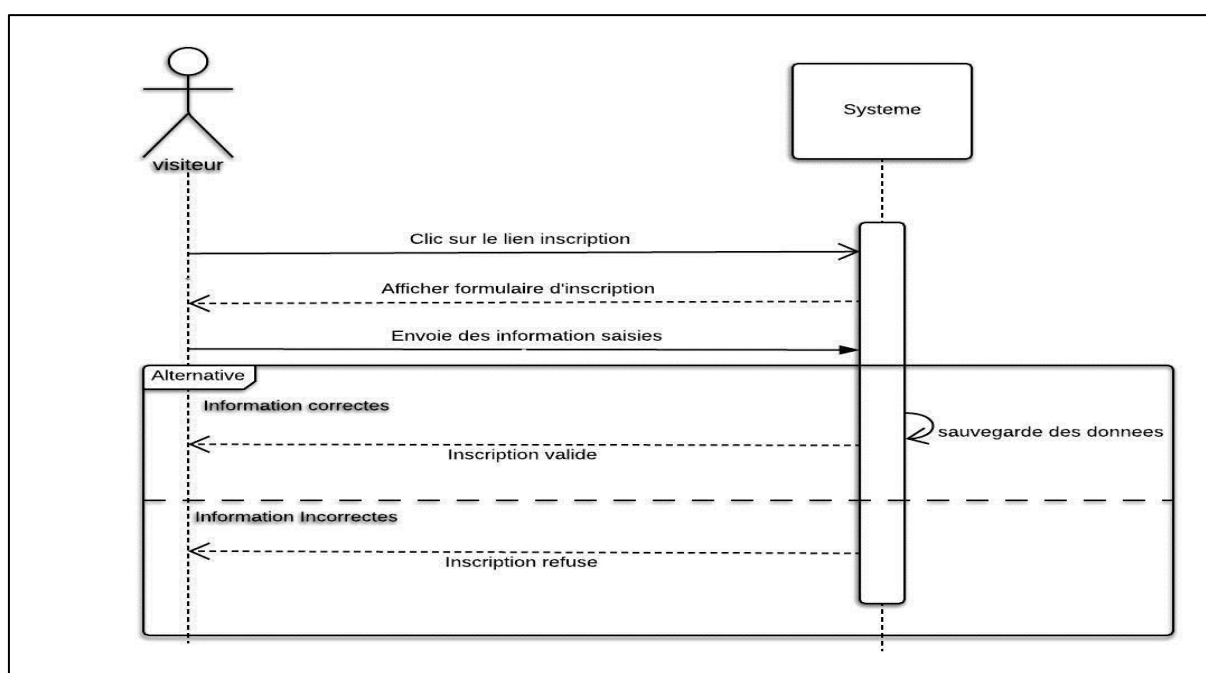 visiteur
Systeme
Clic sur le lien inscription
Afficher formulaire d'inscription
Envoie des information saisies
Alternative
Information correctes
sauvegarde des donnees
Inscription valide
Information Incorrectes
Inscription refuse